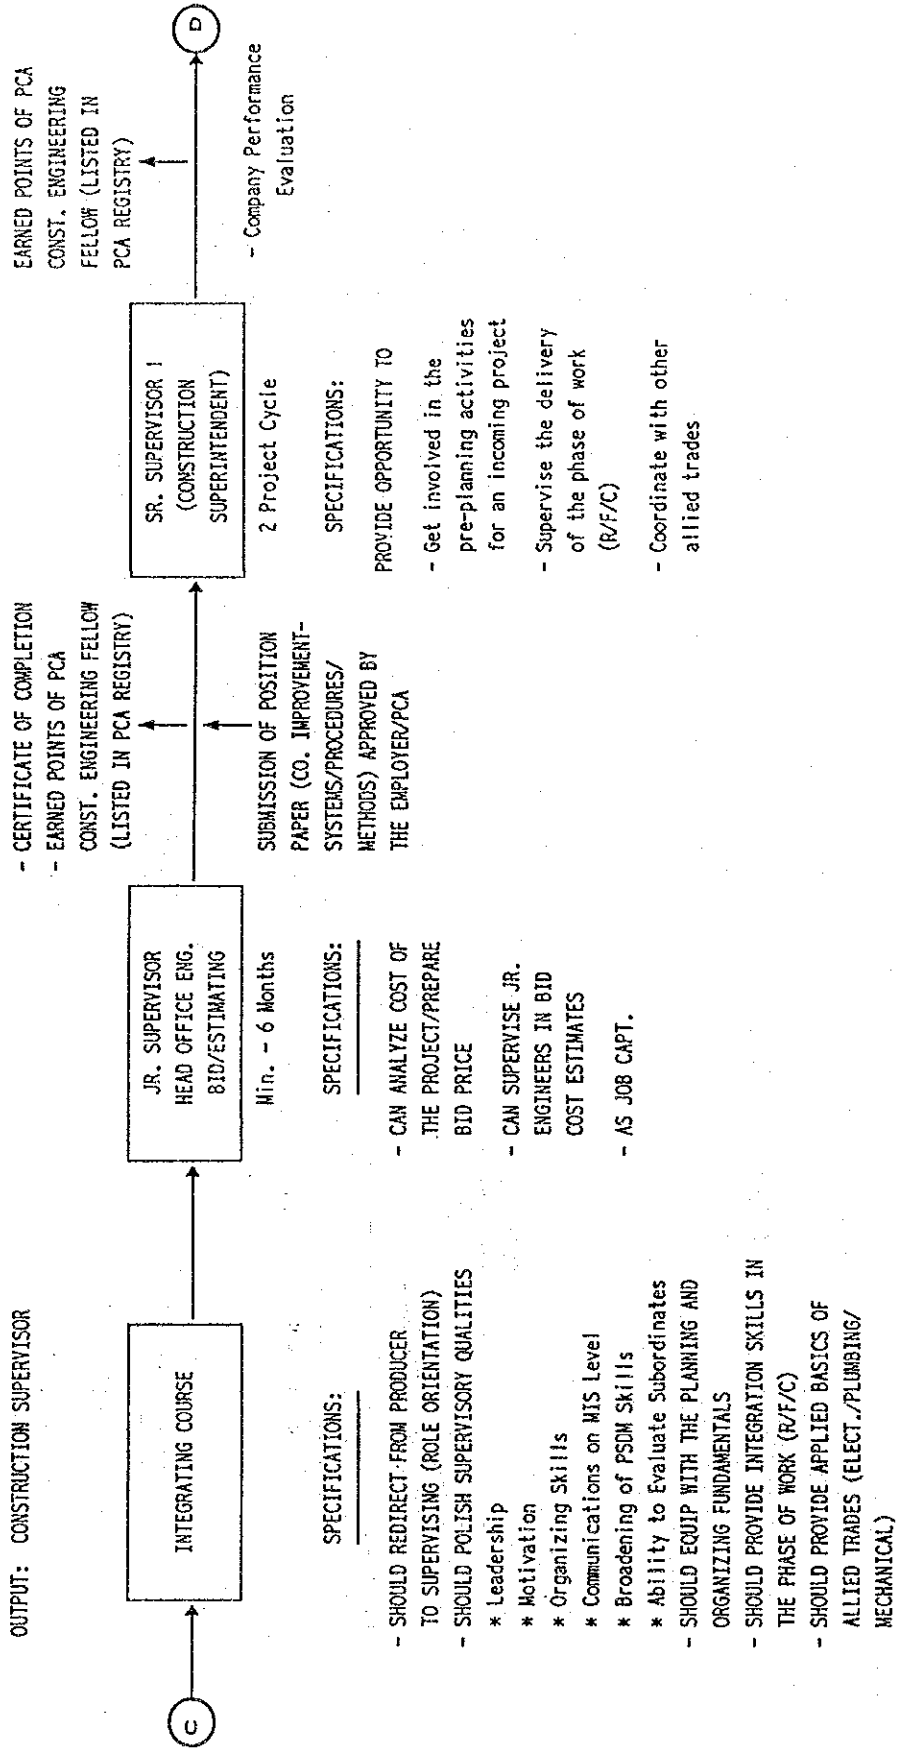 OUTPUT: CONSTRUCTION SUPERVISOR
C
INTEGRATING COURSE
SPECIFICATIONS:
- SHOULD REDIRECT FROM PRODUCER
TO SUPERVISING (ROLE ORIENTATION)
- SHOULD POLISH SUPERVISORY QUALITIES
* Leadership
* Motivation
* Organizing Skills
* Communications on MIS Level
* Broadening of PSDM Skills
* Ability to Evaluate Subordinates
- SHOULD EQUIP WITH THE PLANNING AND
ORGANIZING FUNDAMENTALS
- SHOULD PROVIDE INTEGRATION SKILLS IN
THE PHASE OF WORK (R/F/C)
- SHOULD PROVIDE APPLIED BASICS OF
ALLIED TRADES (ELECT./PLUMBING/
MECHANICAL)
JR. SUPERVISOR
HEAD OFFICE ENG.
BID/ESTIMATING
Min. - 6 Months
SPECIFICATIONS:
- CAN ANALYZE COST OF
THE PROJECT/PREPARE
BID PRICE
- CAN SUPERVISE JR.
ENGINEERS IN BID
COST ESTIMATES
- AS JOB CAPT.
- CERTIFICATE OF COMPLETION
- EARNED POINTS OF PCA
CONST. ENGINEERING FELLOW
(LISTED IN PCA REGISTRY)
SUBMISSION OF POSITION
PAPER (CO. IMPROVEMENT-
SYSTEMS/PROCEDURES/
METHODS) APPROVED BY
THE EMPLOYER/PCA
SR. SUPERVISOR I
(CONSTRUCTION
SUPERINTENDENT)
2 Project Cycle
SPECIFICATIONS:
PROVIDE OPPORTUNITY TO
- Get involved in the
pre-planning activities
for an incoming project
- Supervise the delivery
of the phase of work
(R/F/C)
- Coordinate with other
allied trades
EARNED POINTS OF PCA
CONST. ENGINEERING
FELLOW (LISTED IN
PCA REGISTRY)
- Company Performance
Evaluation
D